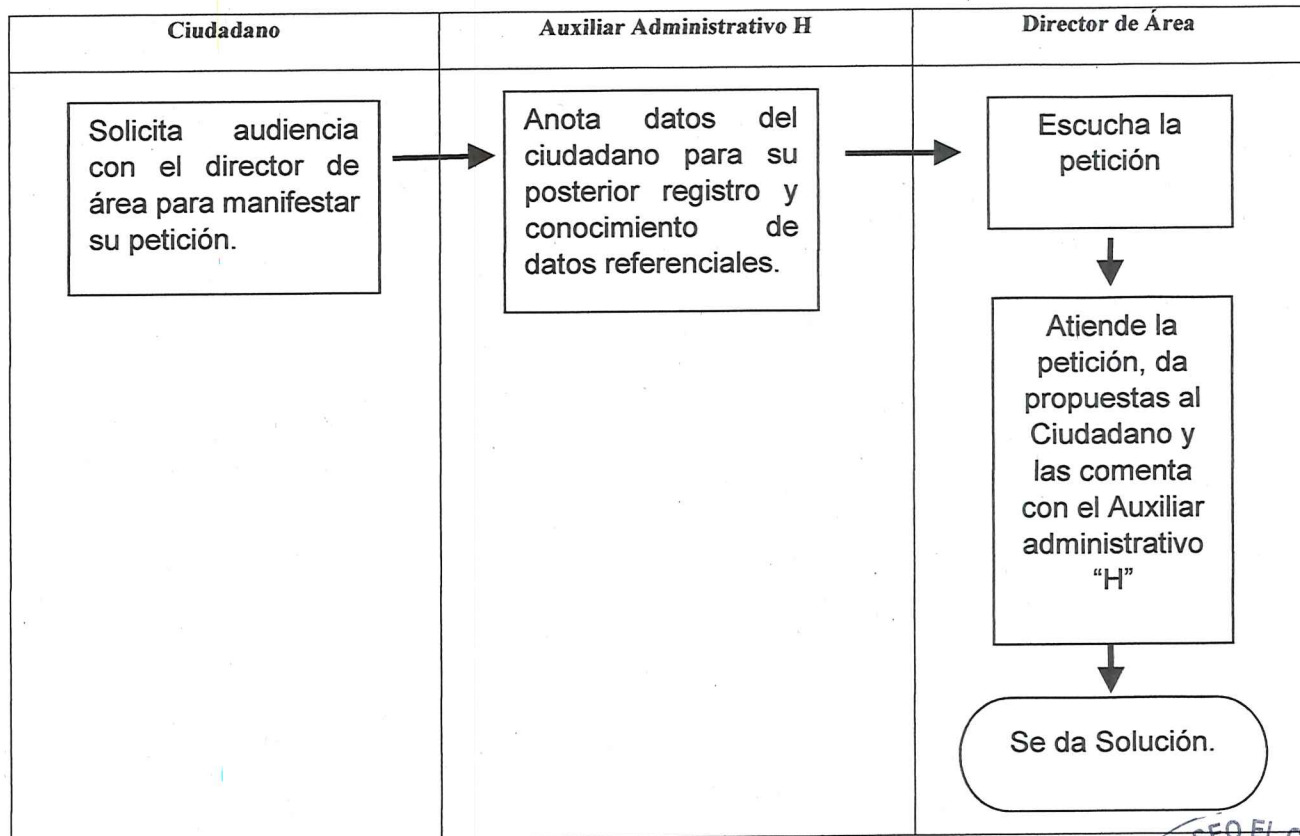 Ciudadano
Auxiliar Administrativo H
Director de Área
Solicita audiencia
con el director de
área para manifestar
su petición.
Anota datos del
ciudadano para su
posterior registro y
conocimiento de
datos referenciales.
Escucha la
petición
Atiende la
petición, da
propuestas al
Ciudadano y
las comenta
con el Auxiliar
administrativo
“H”
Se da Solución.